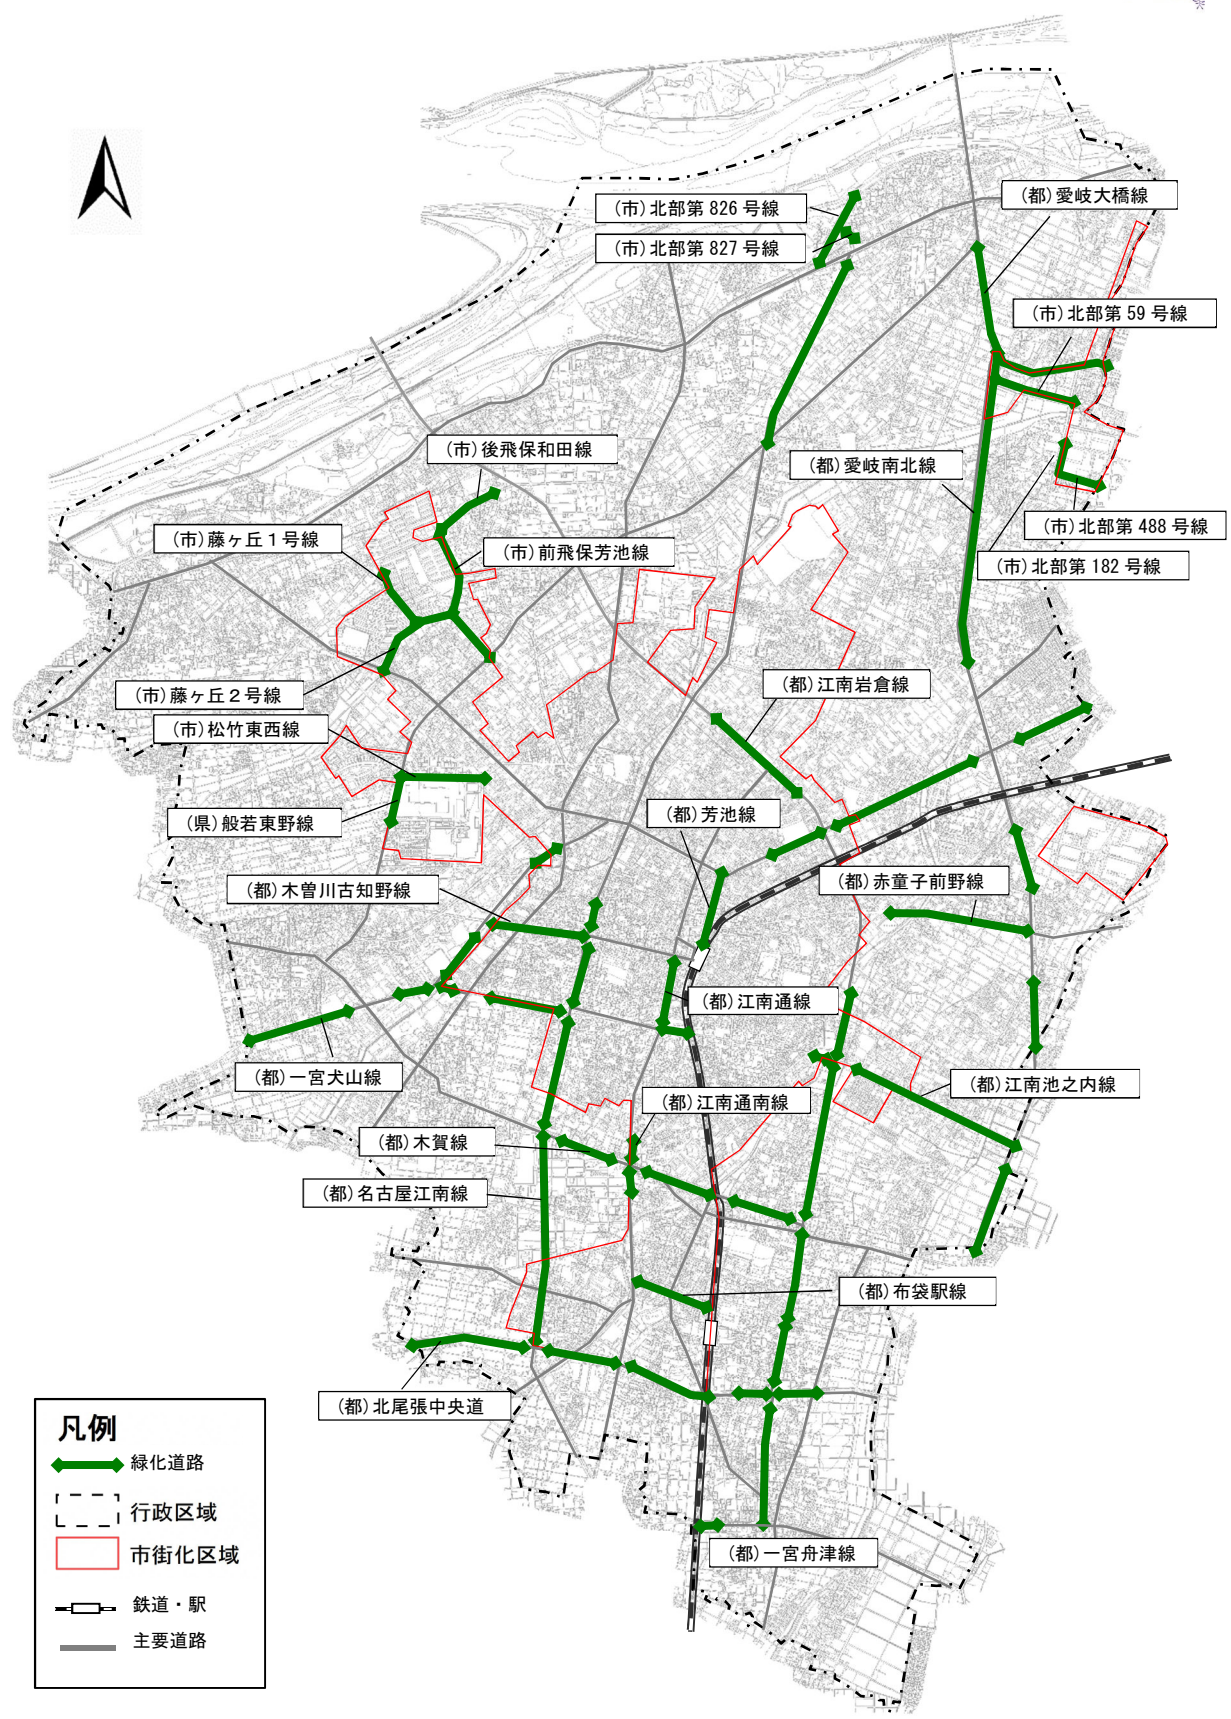 (都)愛岐大橋線
(市)北部第 826 号線
(市)北部第 827 号線
(市)北部第 59 号線
(市)後飛保和田線
(都)愛岐南北線
(市)北部第 488 号線
(市)藤ヶ丘１号線
(市)前飛保芳池線
(市)北部第 182 号線
(都)江南岩倉線
(市)藤ヶ丘２号線
(市)松竹東西線
(県)般若東野線
(都)芳池線
(都)木曽川古知野線
(都)赤童子前野線
(都)江南通線
(都)一宮犬山線
(都)江南池之内線
(都)江南通南線
(都)木賀線
(都)名古屋江南線
(都)布袋駅線
(都)北尾張中央道
(都)一宮舟津線
凡例
緑化道路
行政区域
市街化区域
鉄道・駅
主要道路